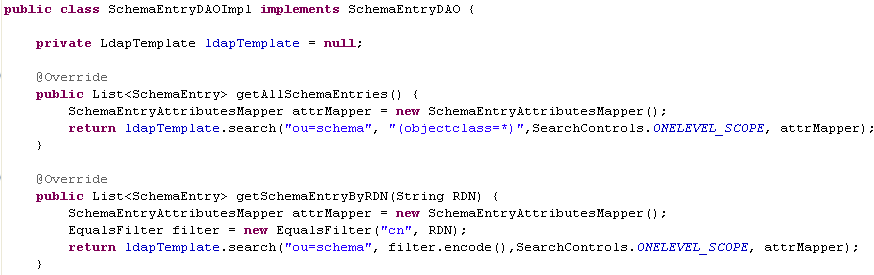 public class SchemaEntryDAOImpl implements SchemaEntryDAO {
private LdapTemplate ldapTemplate = null;
@Override
public List<SchemaEntry> getAllSchemaEntries() {
SchemaEntryAttributesMapper attrMapper = new SchemaEntryAttributesMapper();
return ldapTemplate.search("ou=schema", "(objectclass=*)",SearchControls.ONELEVEL_SCOPE, attrMapper);
}
@Override
public List<SchemaEntry> getSchemaEntryByRDN(String RDN) {
SchemaEntryAttributesMapper attrMapper = new SchemaEntryAttributesMapper();
EqualsFilter filter = new EqualsFilter("cn", RDN);
return ldapTemplate.search("ou=schema", filter.encode(),SearchControls.ONELEVEL_SCOPE, attrMapper);
}